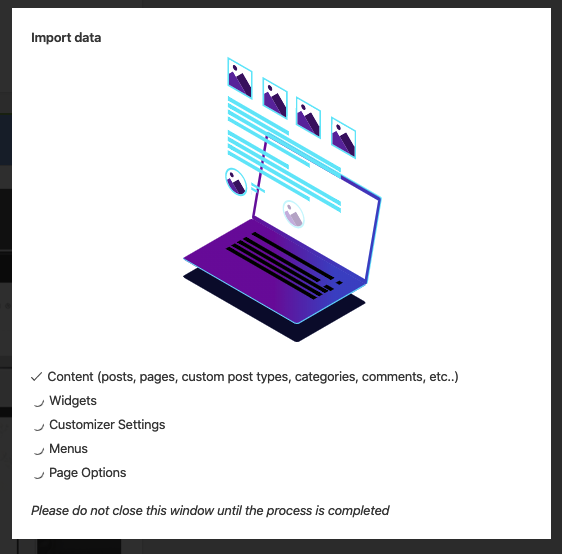 Import data
Content (posts, pages, custom post types, categories, comments, etc..)
Widgets
Customizer Settings
Menus
Page Options
Please do not close this window until the process is completed